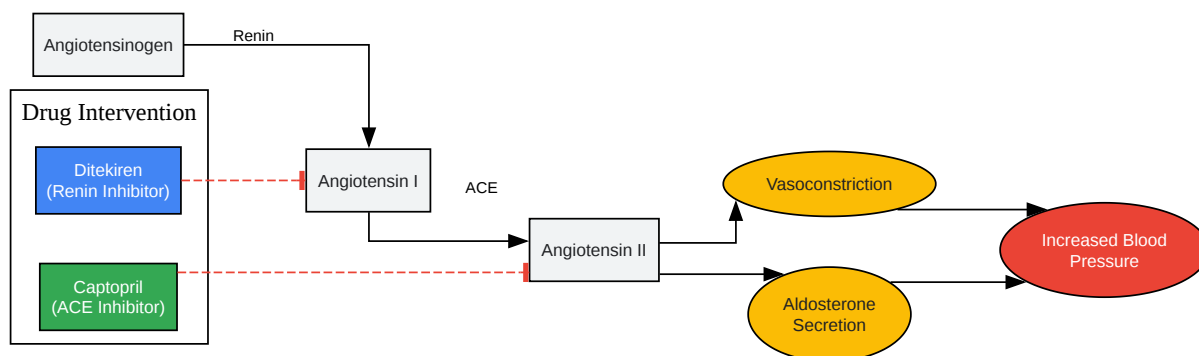 Angiotensinogen
Renin
Drug Intervention
Ditekiren
(Renin Inhibitor)
Angiotensin I
ACE
Vasoconstriction
Angiotensin II
Increased Blood
Pressure
Captopril
(ACE Inhibitor)
Aldosterone
Secretion